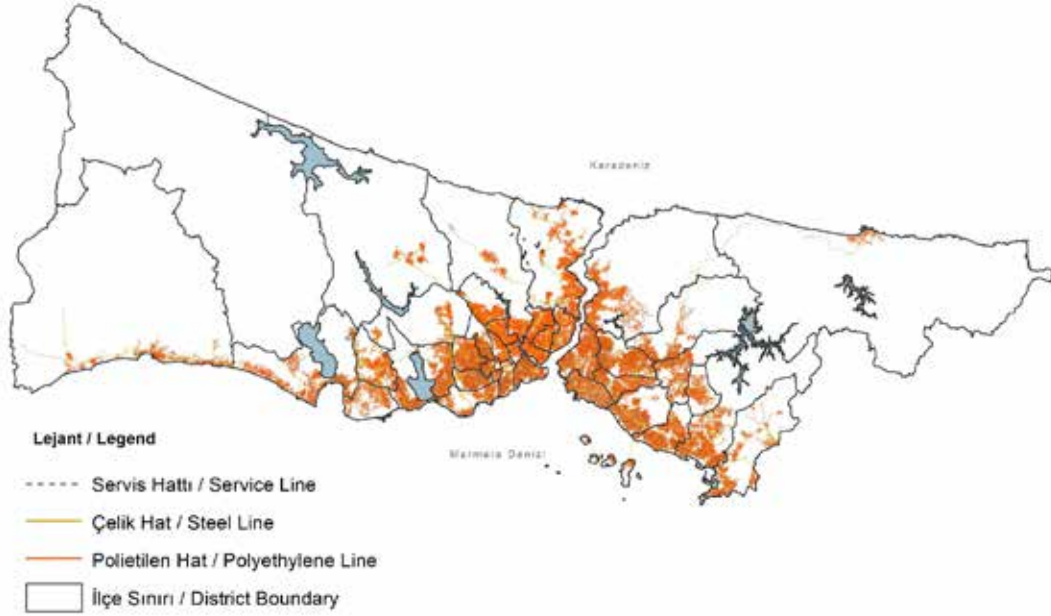 Karadeniz
Marmara Denizi
Lejant / Legend
Servis Hattı / Service Line
Çelik Hat / Steel Line
Polietilen Hat / Polyethylene Line
İlçe Sınırı / District Boundary